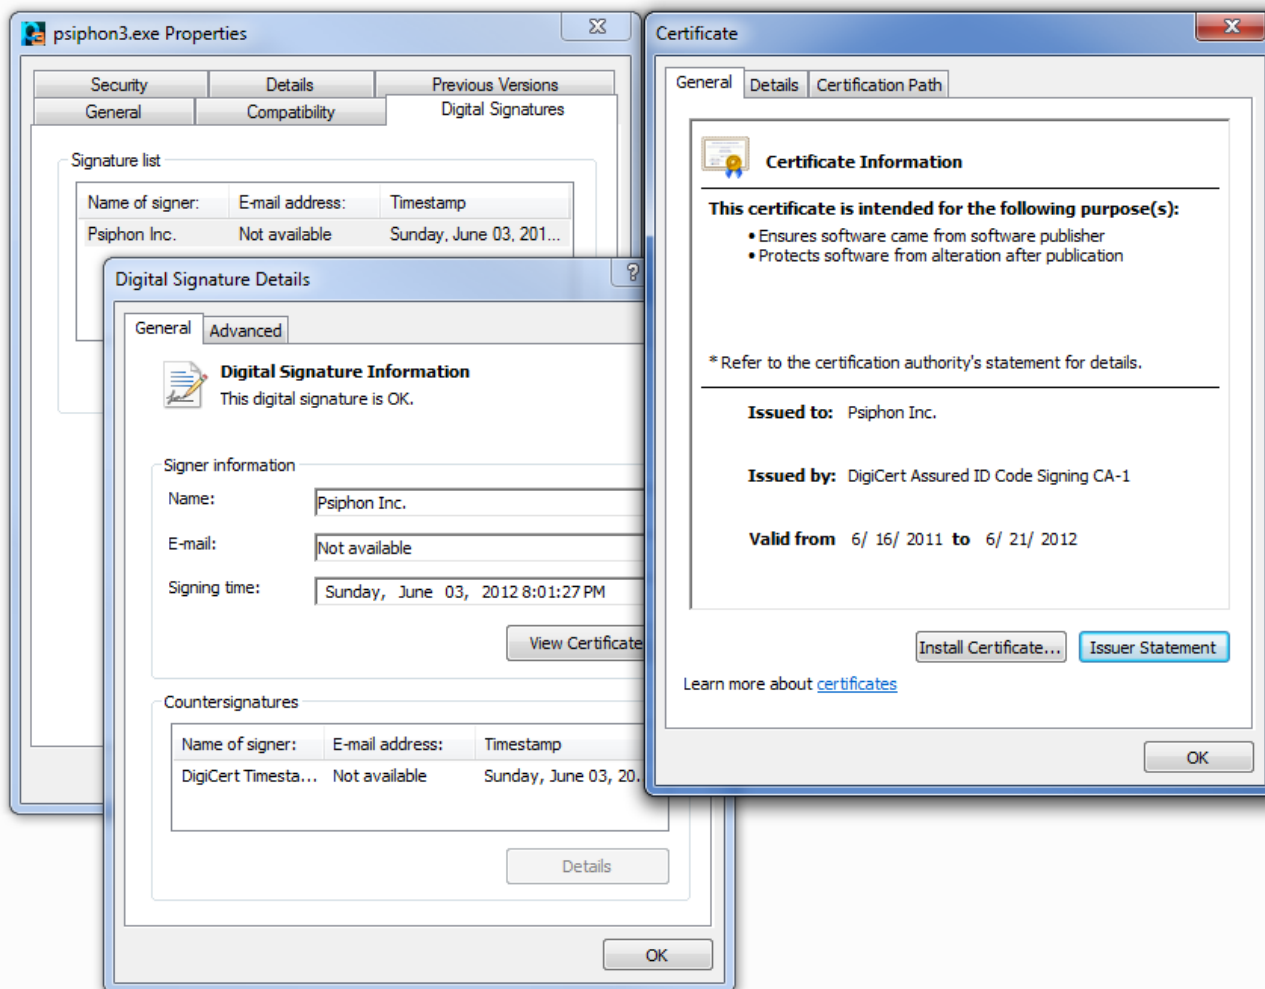 psiphon3.exe Properties
Security Details Previous Versions
General Compatibility Digital Signatures
Signature list
Name of signer: E-mail address: Timestamp
Psiphon Inc. Not available Sunday, June 03, 201...
Digital Signature Details
?
General Advanced
Digital Signature Information
This digital signature is OK.
Signer information
Name: Psiphon Inc.
E-mail: Not available
Signing time: Sunday, June 03, 2012 8:01:27 PM
View Certificate
Countersignatures
Name of signer: E-mail address: Timestamp
DigiCert Timesta... Not available Sunday, June 03, 20.
Details
OK
Certificate
General Details Certification Path
Certificate Information
This certificate is intended for the following purpose(s):
• Ensures software came from software publisher
• Protects software from alteration after publication
* Refer to the certification authority's statement for details.
Issued to: Psiphon Inc.
Issued by: DigiCert Assured ID Code Signing CA-1
Valid from 6/ 16/ 2011 to 6/ 21/ 2012
Install Certificate... Issuer Statement
Learn more about certificates
OK